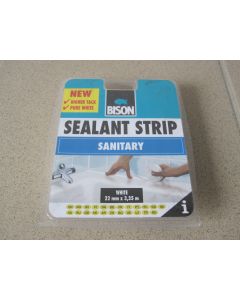 BISON
NEW
✓ HIGHER TACK
✓ PURE WHITE
SEALANT STRIP
SANITARY
WHITE
22 mm x 3,35 m
i